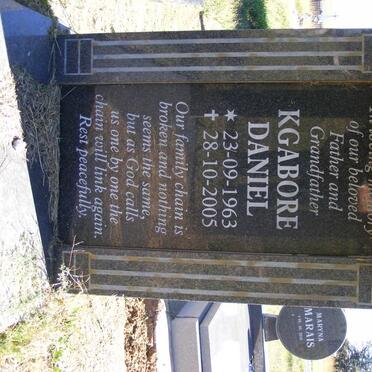 of our beloved
Father and
Grandfather
KGABORE
DANIEL
★ 23-09-1963
✝ 28-10-2005
Our family chain is
broken and nothing
seems the same,
but as God calls
us one by one the
chain will link again.
Rest peacefully.
MARYNA
MARAIS